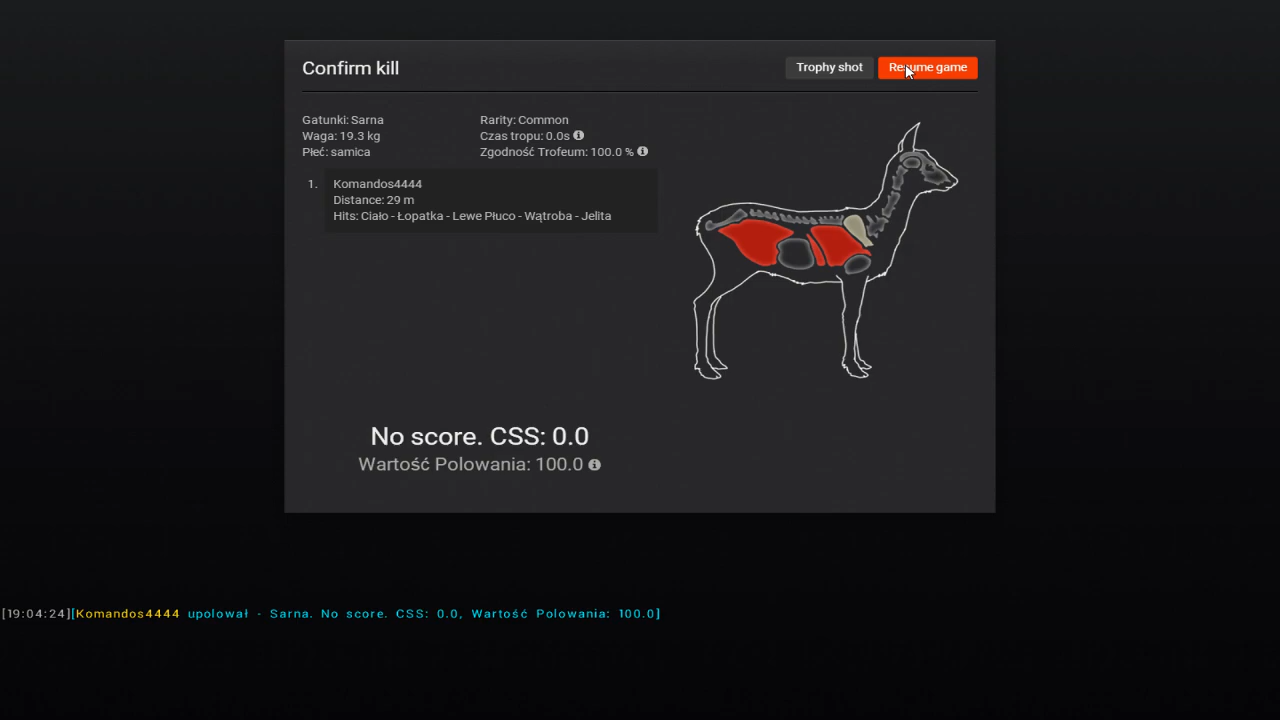 Confirm kill
Trophy shot
Resume game
Gatunki: Sarna
Rarity: Common
Waga: 19.3 kg
Czas tropu: 0.0s
Płeć: samica
Zgodność Trofeum: 100.0 %
1.
Komandos4444
Distance: 29 m
Hits: Ciało - Łopatka - Lewe Płuco - Wątroba - Jelita
No score. CSS: 0.0
Wartość Polowania: 100.0
[19:04:24][Komandos4444 upolował - Sarna. No score. CSS: 0.0, Wartość Polowania: 100.0]